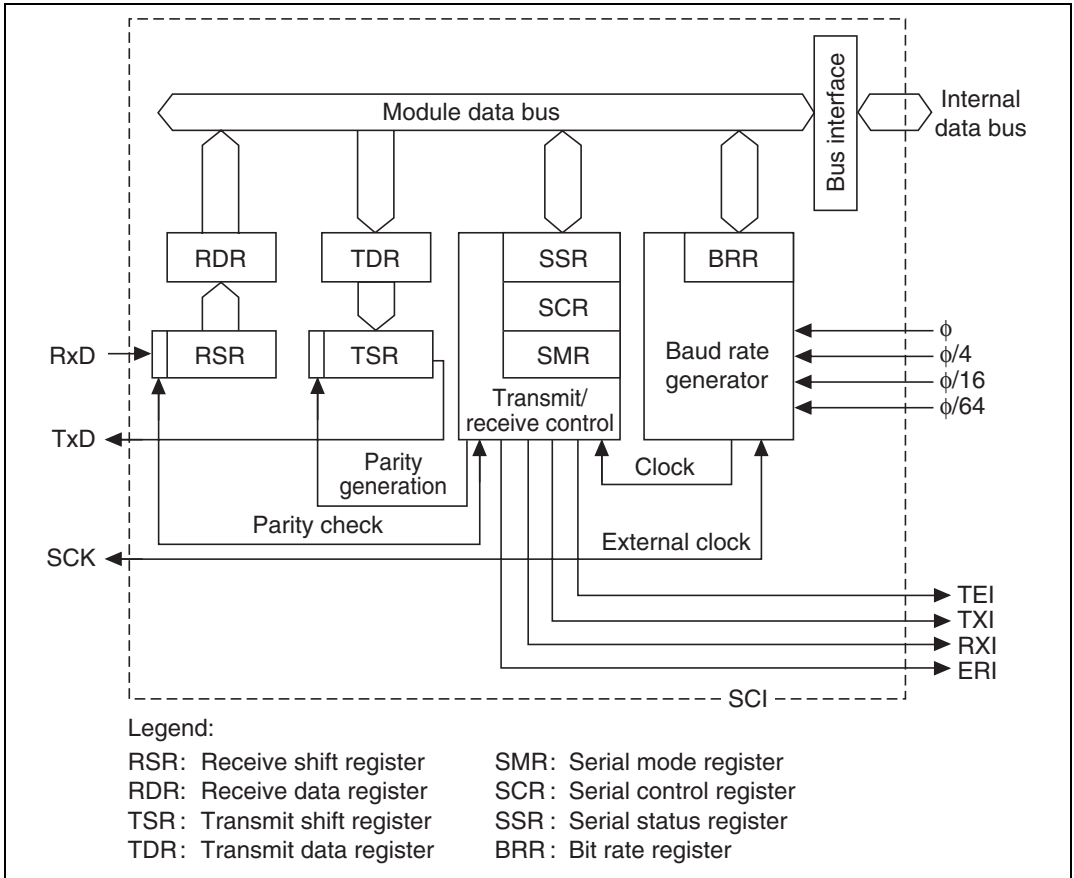 Module data bus
Bus interface
Internal
data bus
RDR
TDR
SSR
BRR
SCR
RxD
RSR
TSR
SMR
Baud rate
generator
ϕ
ϕ/4
ϕ/16
ϕ/64
Transmit/
receive control
TxD
Parity
generation
Clock
Parity check
External clock
SCK
TEI
TXI
RXI
ERI
SCI
Legend:
RSR: Receive shift register
RDR: Receive data register
TSR: Transmit shift register
TDR: Transmit data register
SMR: Serial mode register
SCR: Serial control register
SSR: Serial status register
BRR: Bit rate register